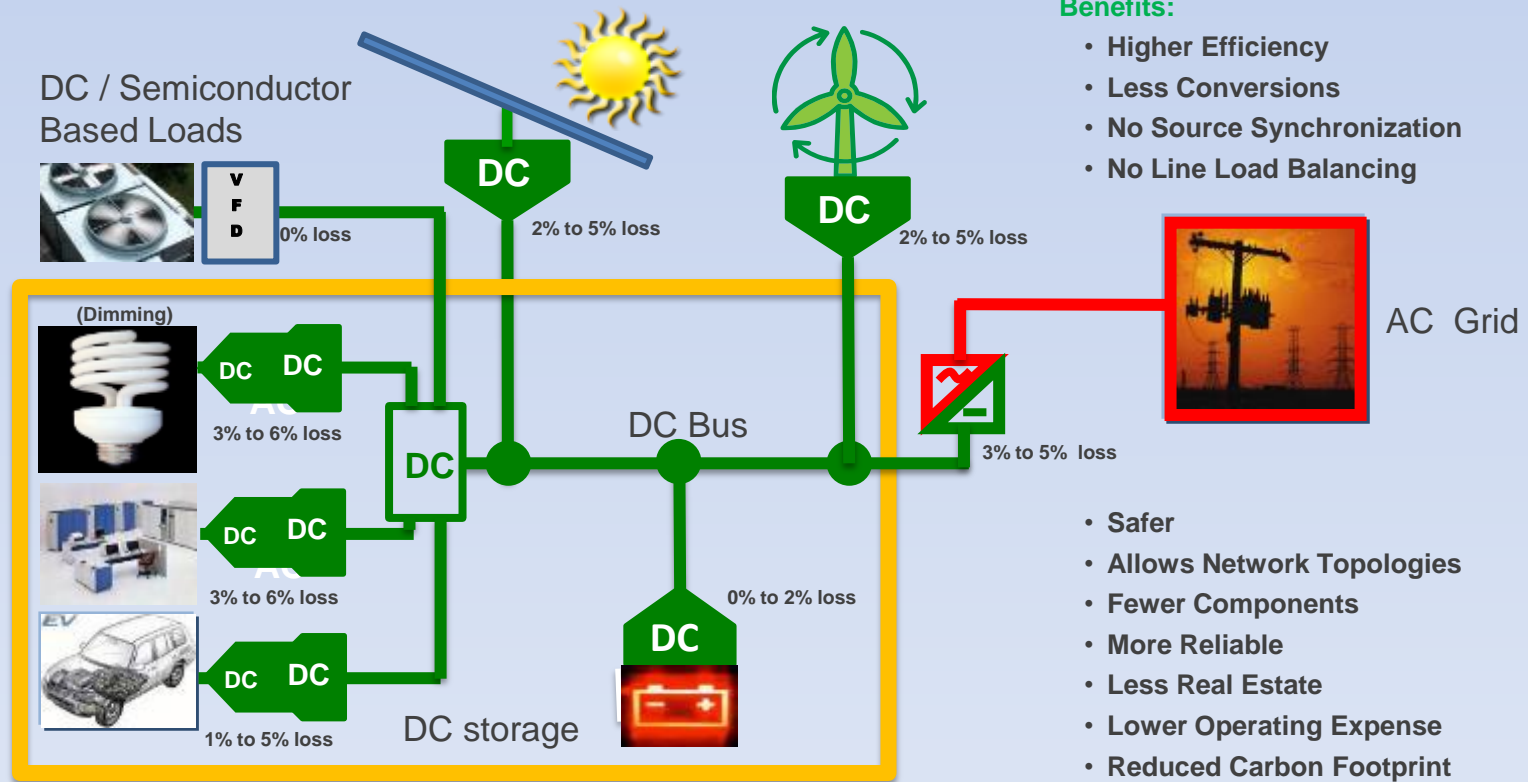 Benefits:
• Higher Efficiency
• Less Conversions
• No Source Synchronization
• No Line Load Balancing
DC / Semiconductor
Based Loads
V
F
D
0% loss
DC
2% to 5% loss
DC
2% to 5% loss
(Dimming)
DC DC
3% to 6% loss
DC
DC Bus
AC Grid
3% to 5% loss
DC DC
3% to 6% loss
0% to 2% loss
DC
EV
DC DC
1% to 5% loss
DC storage
• Safer
• Allows Network Topologies
• Fewer Components
• More Reliable
• Less Real Estate
• Lower Operating Expense
• Reduced Carbon Footprint